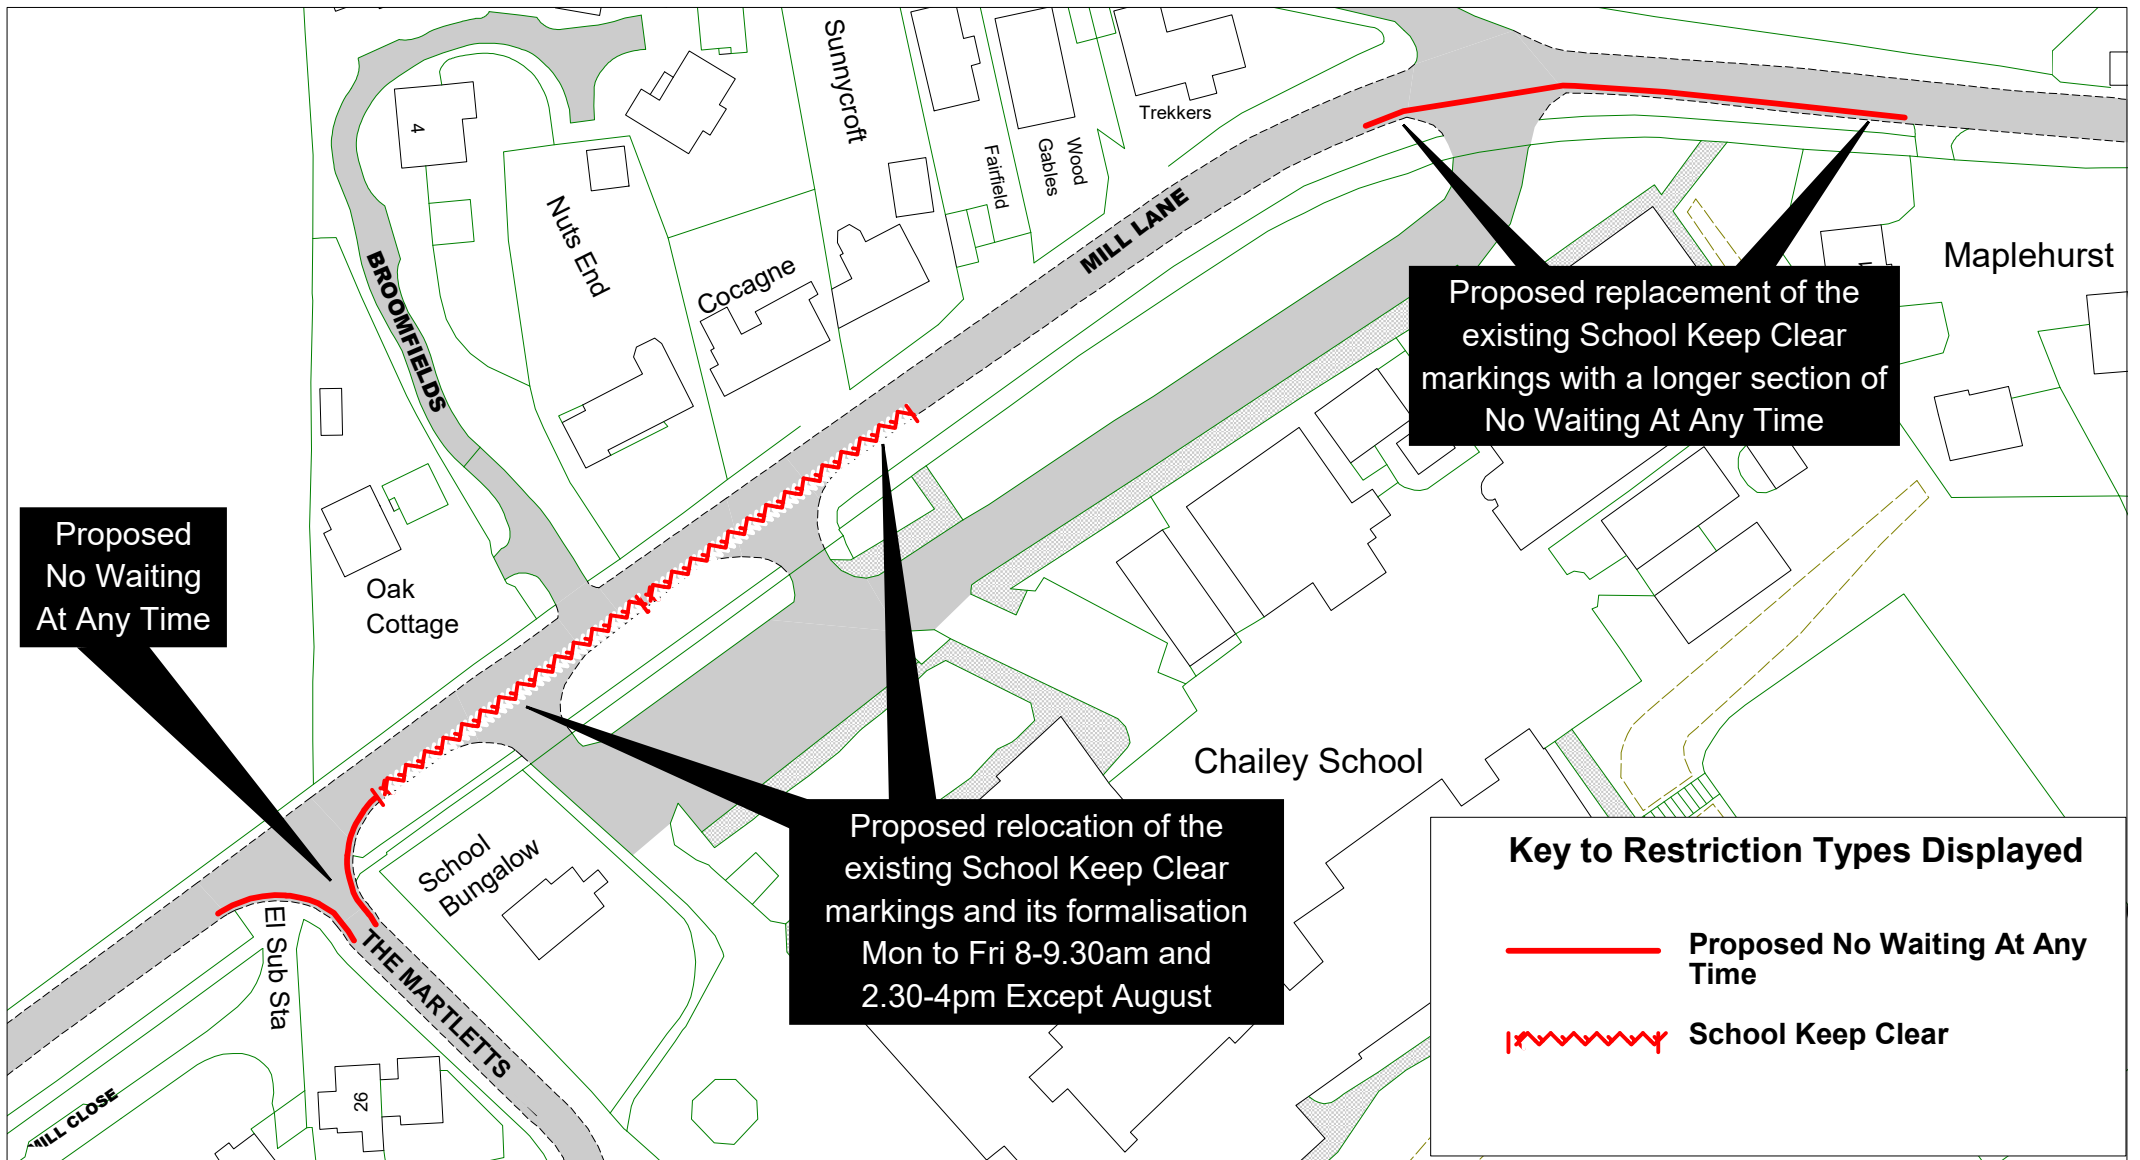 Sunnycroft
Trekkers
Wood
Gables
Fairfield
4
Nuts End
MILL LANE
BROOMFIELDS
Cocagne
Maplehurst
Proposed replacement of the
existing School Keep Clear
markings with a longer section of
No Waiting At Any Time
Proposed
No Waiting
At Any Time
Oak
Cottage
Chailey School
School
Bungalow
Proposed relocation of the
existing School Keep Clear
markings and its formalisation
Mon to Fri 8-9.30am and
2.30-4pm Except August
El Sub Sta
THE MARTLETTS
26
MILL CLOSE
Key to Restriction Types Displayed
Proposed No Waiting At Any
Time
School Keep Clear